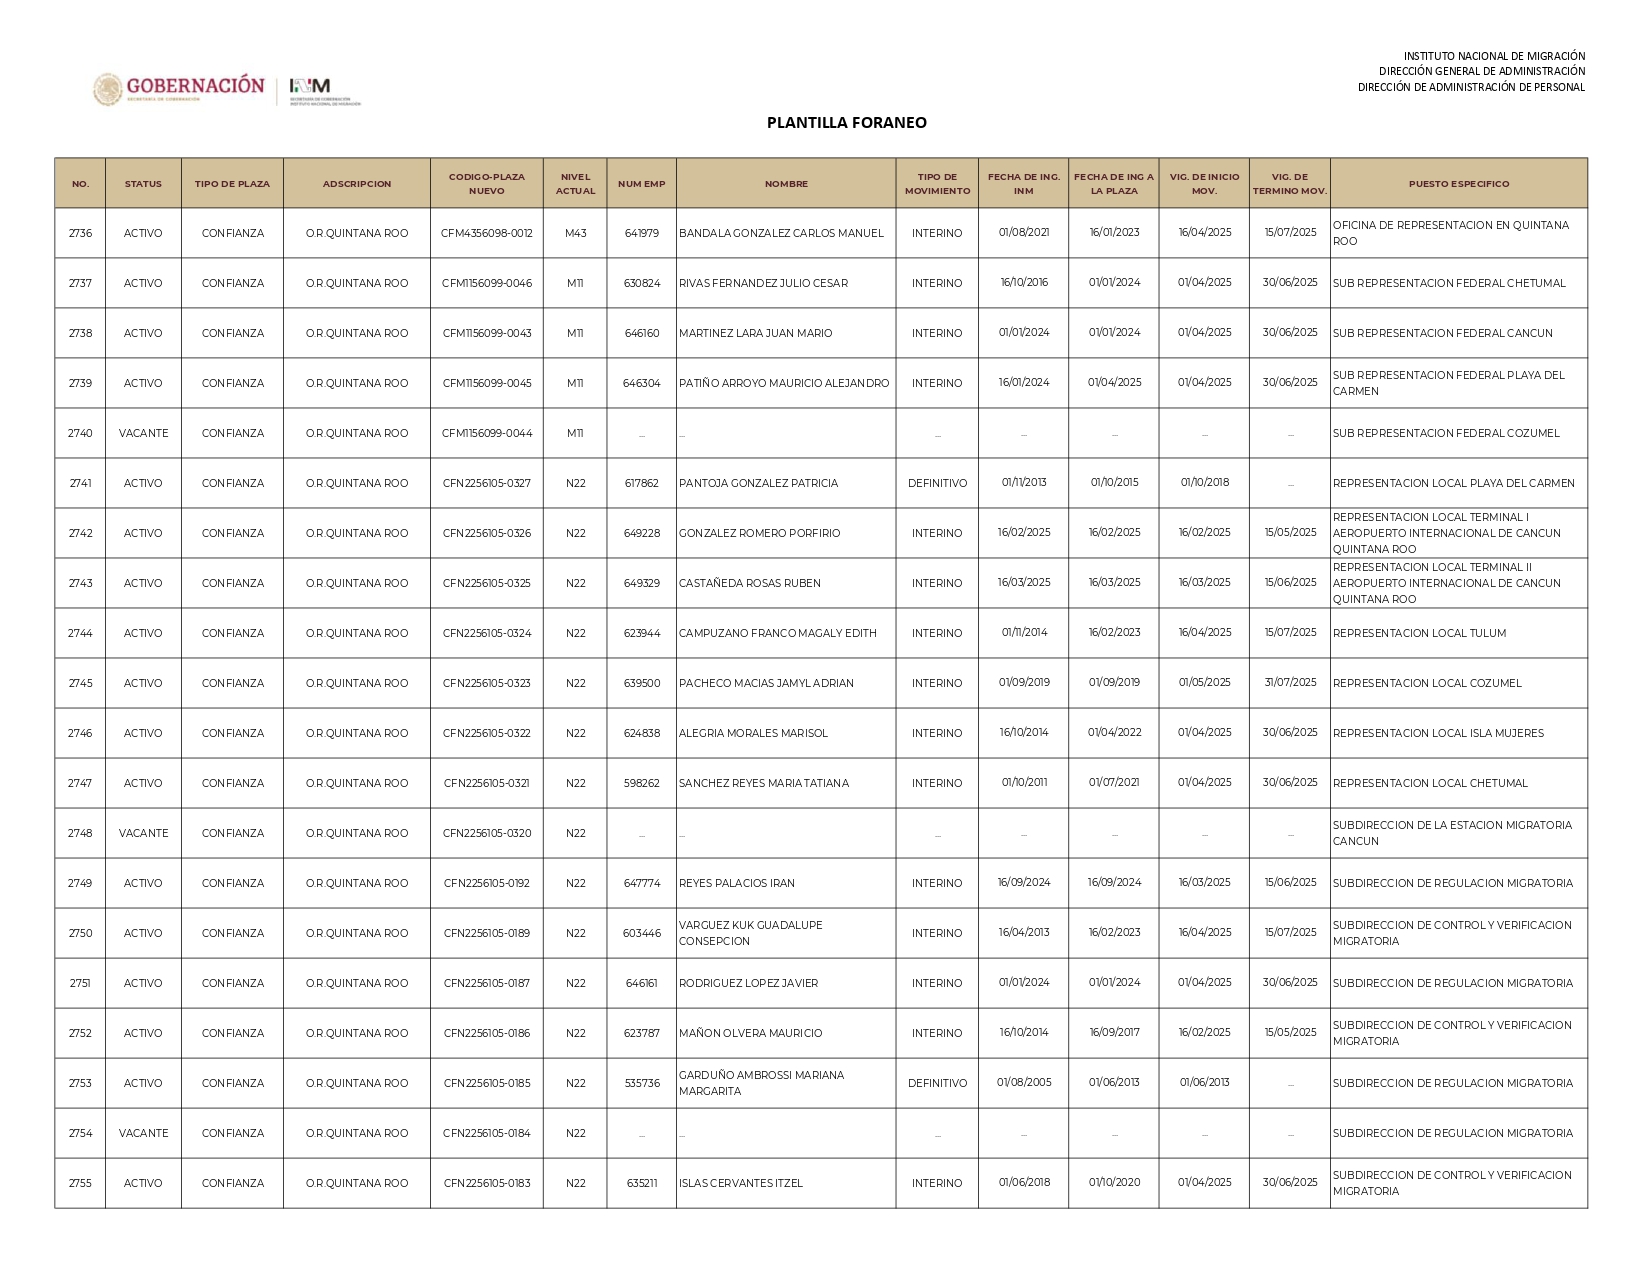 INSTITUTO NACIONAL DE MIGRACIÓN
DIRECCIÓN GENERAL DE ADMINISTRACIÓN
DIRECCIÓN DE ADMINISTRACIÓN DE PERSONAL
GOBERNACIÓN
SECRETARÍA DE GOBERNACIÓN
INM
SECRETARÍA DE GOBERNACIÓN
INSTITUTO NACIONAL DE MIGRACIÓN
PLANTILLA FORANEO
NO. STATUS TIPO DE PLAZA ADSCRIPCION CODIGO-PLAZA NUEVO NIVEL ACTUAL NUM EMP NOMBRE TIPO DE MOVIMIENTO FECHA DE ING. INM FECHA DE ING A LA PLAZA VIG. DE INICIO MOV. VIG. DE TERMINO MOV. PUESTO ESPECIFICO
2736 ACTIVO CONFIANZA O.R.QUINTANA ROO CFM4356098-0012 M43 641979 BANDALA GONZALEZ CARLOS MANUEL INTERINO 01/08/2021 16/01/2023 16/04/2025 15/07/2025 OFICINA DE REPRESENTACION EN QUINTANA ROO
2737 ACTIVO CONFIANZA O.R.QUINTANA ROO CFM1156099-0046 M11 630824 RIVAS FERNANDEZ JULIO CESAR INTERINO 16/10/2016 01/01/2024 01/04/2025 30/06/2025 SUB REPRESENTACION FEDERAL CHETUMAL
2738 ACTIVO CONFIANZA O.R.QUINTANA ROO CFM1156099-0043 M11 646160 MARTINEZ LARA JUAN MARIO INTERINO 01/01/2024 01/01/2024 01/04/2025 30/06/2025 SUB REPRESENTACION FEDERAL CANCUN
2739 ACTIVO CONFIANZA O.R.QUINTANA ROO CFM1156099-0045 M11 646304 PATIÑO ARROYO MAURICIO ALEJANDRO INTERINO 16/01/2024 01/04/2025 01/04/2025 30/06/2025 SUB REPRESENTACION FEDERAL PLAYA DEL CARMEN
2740 VACANTE CONFIANZA O.R.QUINTANA ROO CFM1156099-0044 M11 ... ... ... ... ... ... ... SUB REPRESENTACION FEDERAL COZUMEL
2741 ACTIVO CONFIANZA O.R.QUINTANA ROO CFN2256105-0327 N22 617862 PANTOJA GONZALEZ PATRICIA DEFINITIVO 01/11/2013 01/10/2015 01/10/2018 ... REPRESENTACION LOCAL PLAYA DEL CARMEN
2742 ACTIVO CONFIANZA O.R.QUINTANA ROO CFN2256105-0326 N22 649228 GONZALEZ ROMERO PORFIRIO INTERINO 16/02/2025 16/02/2025 16/02/2025 15/05/2025 REPRESENTACION LOCAL TERMINAL I AEROPUERTO INTERNACIONAL DE CANCUN QUINTANA ROO
2743 ACTIVO CONFIANZA O.R.QUINTANA ROO CFN2256105-0325 N22 649329 CASTAÑEDA ROSAS RUBEN INTERINO 16/03/2025 16/03/2025 16/03/2025 15/06/2025 REPRESENTACION LOCAL TERMINAL II AEROPUERTO INTERNACIONAL DE CANCUN QUINTANA ROO
2744 ACTIVO CONFIANZA O.R.QUINTANA ROO CFN2256105-0324 N22 623944 CAMPUZANO FRANCO MAGALY EDITH INTERINO 01/11/2014 16/02/2023 16/04/2025 15/07/2025 REPRESENTACION LOCAL TULUM
2745 ACTIVO CONFIANZA O.R.QUINTANA ROO CFN2256105-0323 N22 639500 PACHECO MACIAS JAMYL ADRIAN INTERINO 01/09/2019 01/09/2019 01/05/2025 31/07/2025 REPRESENTACION LOCAL COZUMEL
2746 ACTIVO CONFIANZA O.R.QUINTANA ROO CFN2256105-0322 N22 624838 ALEGRIA MORALES MARISOL INTERINO 16/10/2014 01/04/2022 01/04/2025 30/06/2025 REPRESENTACION LOCAL ISLA MUJERES
2747 ACTIVO CONFIANZA O.R.QUINTANA ROO CFN2256105-0321 N22 598262 SANCHEZ REYES MARIA TATIANA INTERINO 01/10/2011 01/07/2021 01/04/2025 30/06/2025 REPRESENTACION LOCAL CHETUMAL
2748 VACANTE CONFIANZA O.R.QUINTANA ROO CFN2256105-0320 N22 ... ... ... ... ... ... ... SUBDIRECCION DE LA ESTACION MIGRATORIA CANCUN
2749 ACTIVO CONFIANZA O.R.QUINTANA ROO CFN2256105-0192 N22 647774 REYES PALACIOS IRAN INTERINO 16/09/2024 16/09/2024 16/03/2025 15/06/2025 SUBDIRECCION DE REGULACION MIGRATORIA
2750 ACTIVO CONFIANZA O.R.QUINTANA ROO CFN2256105-0189 N22 603446 VARGUEZ KUK GUADALUPE CONSEPCION INTERINO 16/04/2013 16/02/2023 16/04/2025 15/07/2025 SUBDIRECCION DE CONTROL Y VERIFICACION MIGRATORIA
2751 ACTIVO CONFIANZA O.R.QUINTANA ROO CFN2256105-0187 N22 646161 RODRIGUEZ LOPEZ JAVIER INTERINO 01/01/2024 01/01/2024 01/04/2025 30/06/2025 SUBDIRECCION DE REGULACION MIGRATORIA
2752 ACTIVO CONFIANZA O.R.QUINTANA ROO CFN2256105-0186 N22 623787 MAÑON OLVERA MAURICIO INTERINO 16/10/2014 16/09/2017 16/02/2025 15/05/2025 SUBDIRECCION DE CONTROL Y VERIFICACION MIGRATORIA
2753 ACTIVO CONFIANZA O.R.QUINTANA ROO CFN2256105-0185 N22 535736 GARDUÑO AMBROSSI MARIANA MARGARITA DEFINITIVO 01/08/2005 01/06/2013 01/06/2013 ... SUBDIRECCION DE REGULACION MIGRATORIA
2754 VACANTE CONFIANZA O.R.QUINTANA ROO CFN2256105-0184 N22 ... ... ... ... ... ... ... SUBDIRECCION DE REGULACION MIGRATORIA
2755 ACTIVO CONFIANZA O.R.QUINTANA ROO CFN2256105-0183 N22 635211 ISLAS CERVANTES ITZEL INTERINO 01/06/2018 01/10/2020 01/04/2025 30/06/2025 SUBDIRECCION DE CONTROL Y VERIFICACION MIGRATORIA